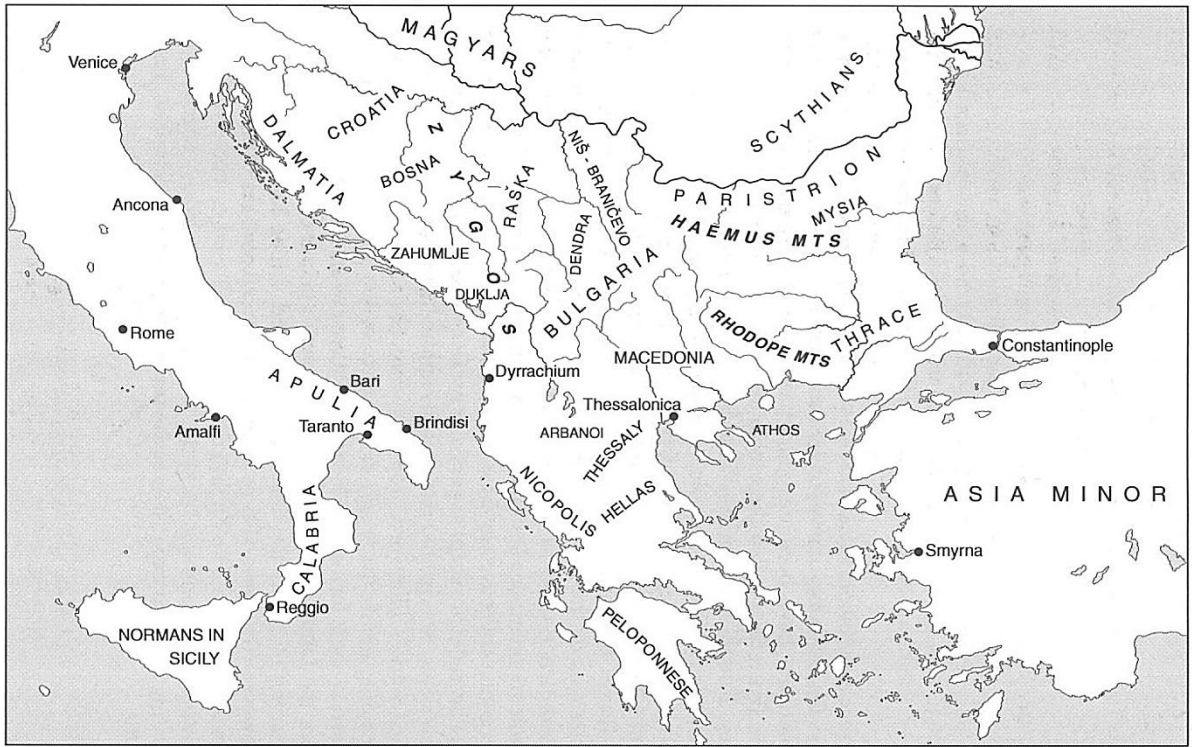 MAGYARS
Venice
SCYTHIANS
CROATIA
DALMATIA
ZYGOS
NIŠ - BRANIČEVO
BOSNA
RAŠKA
PARISTRION
Ancona
MYSIA
HAEMUS MTS
DENDRA
ZAHUMLJE
BULGARIA
DUKLJA
Rome
RHODOPE MTS
THRACE
Constantinople
MACEDONIA
APULIA
Bari
Dyrrachium
Thessalonica
Amalfi
Taranto
Brindisi
ARBANOI
ATHOS
THESSALY
NICOPOLIS
HELLAS
ASIA MINOR
CALABRIA
Smyrna
Reggio
NORMANS IN
SICILY
PELOPONNESE